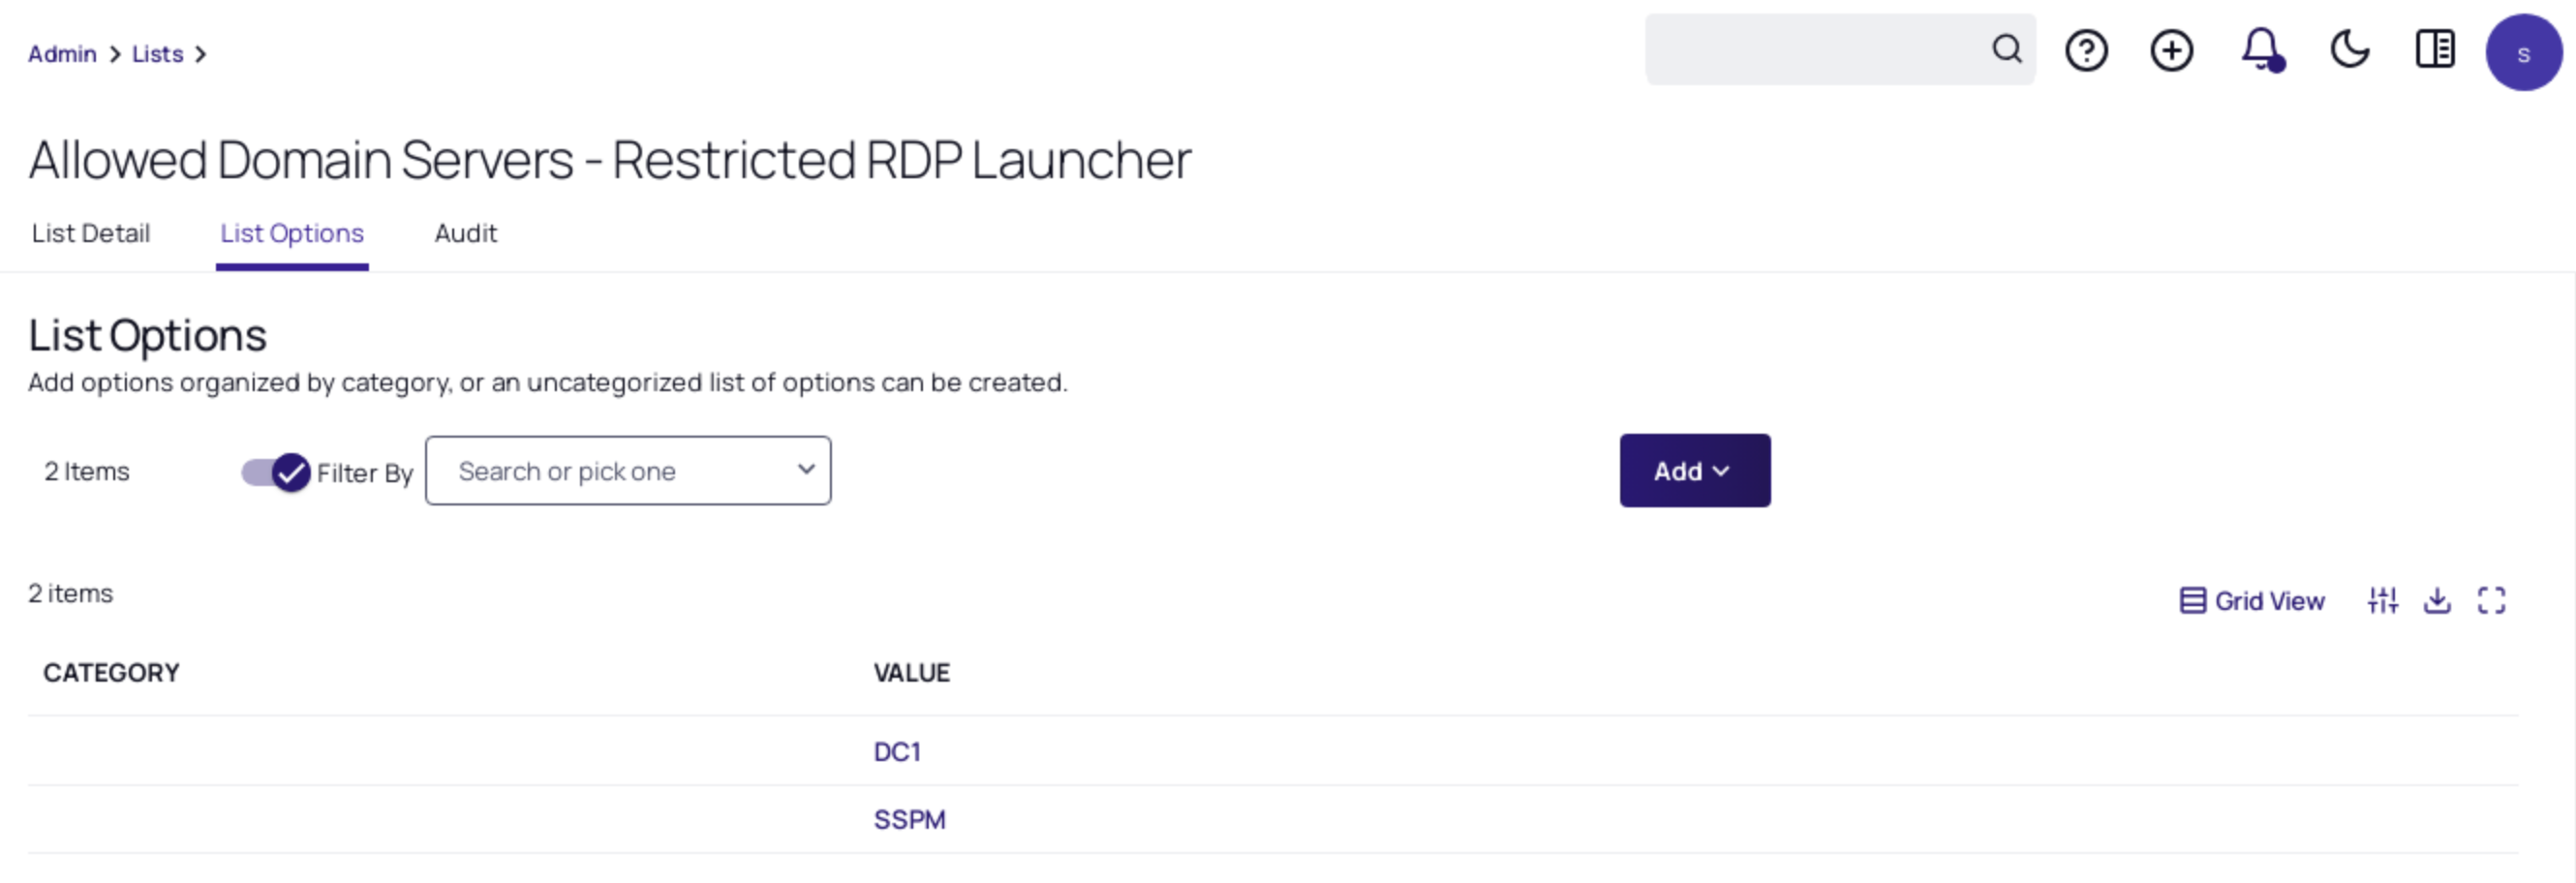 Admin > Lists >
s
Allowed Domain Servers - Restricted RDP Launcher
List Detail List Options Audit
List Options
Add options organized by category, or an uncategorized list of options can be created.
2 Items Filter By Search or pick one Add
2 items Grid View
CATEGORY VALUE
DC1
SSPM